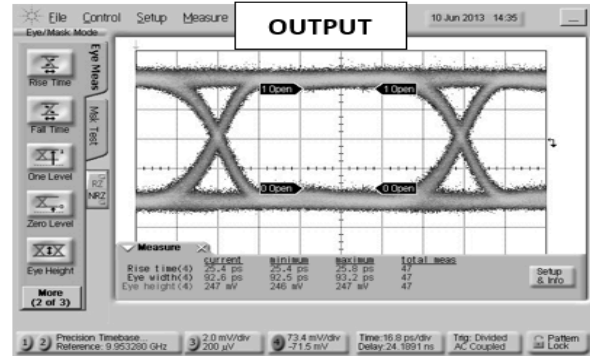 File Control Setup Measure
OUTPUT
10 Jun 2013 14:35
Eye/Mask Mode
Rise Time
Fall Time
One Level
Zero Level
Eye Height
More
(2 of 3)
Eye Meas
Msk Test
RZ
NRZ
1 Open
1 Open
0 Open
0 Open
Measure
current minimum maximum total meas
Rise time(4) 25.4 ps 25.4 ps 25.8 ps 47
Eye width(4) 92.6 ps 92.5 ps 93.2 ps 47
Eye height(4) 247 mV 246 mV 247 mV 47
Setup
& Info
1 2 Precision Timebase...
Reference: 9.953280 GHz
3 2.0 mV/div
200 µV
4 73.4 mV/div
-71.5 mV
Time:16.8 ps/div
Delay:24.1891 ns
Trig: Divided
AC Coupled
Pattern
Lock